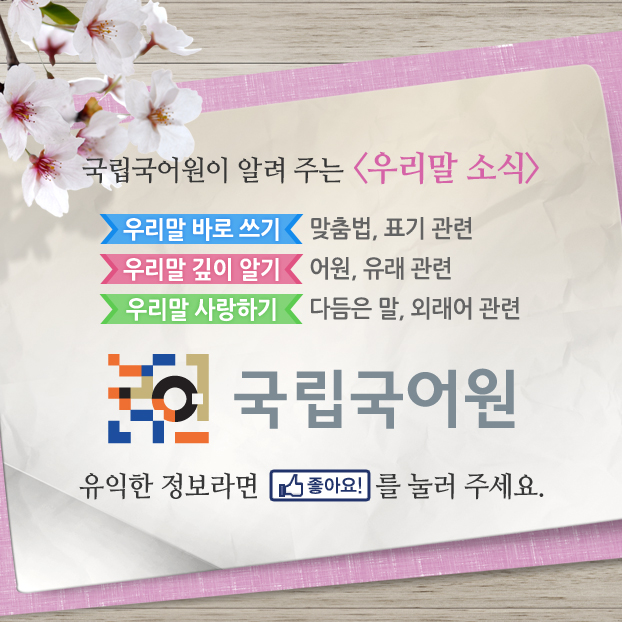 국립국어원이 알려 주는 〈우리말 소식〉
우리말 바로 쓰기 맞춤법, 표기 관련
우리말 깊이 알기 어원, 유래 관련
우리말 사랑하기 다듬은 말, 외래어 관련
국립국어원
유익한 정보라면 좋아요! 를 눌러 주세요.